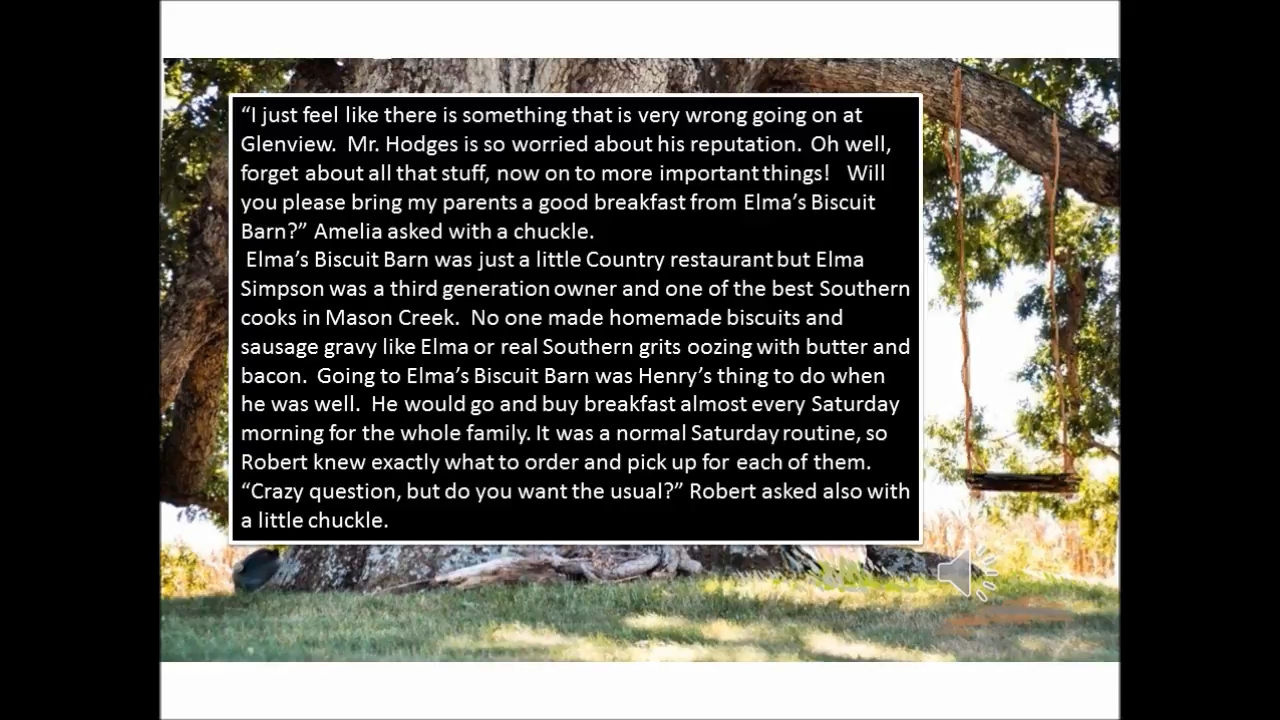 “I just feel like there is something that is very wrong going on at
Glenview.  Mr. Hodges is so worried about his reputation.  Oh well,
forget about all that stuff, now on to more important things!   Will
you please bring my parents a good breakfast from Elma’s Biscuit
Barn?” Amelia asked with a chuckle.
Elma’s Biscuit Barn was just a little Country restaurant but Elma
Simpson was a third generation owner and one of the best Southern
cooks in Mason Creek.  No one made homemade biscuits and
sausage gravy like Elma or real Southern grits oozing with butter and
bacon.  Going to Elma’s Biscuit Barn was Henry’s thing to do when
he was well.  He would go and buy breakfast almost every Saturday
morning for the whole family. It was a normal Saturday routine, so
Robert knew exactly what to order and pick up for each of them.
“Crazy question, but do you want the usual?” Robert asked also with
a little chuckle.